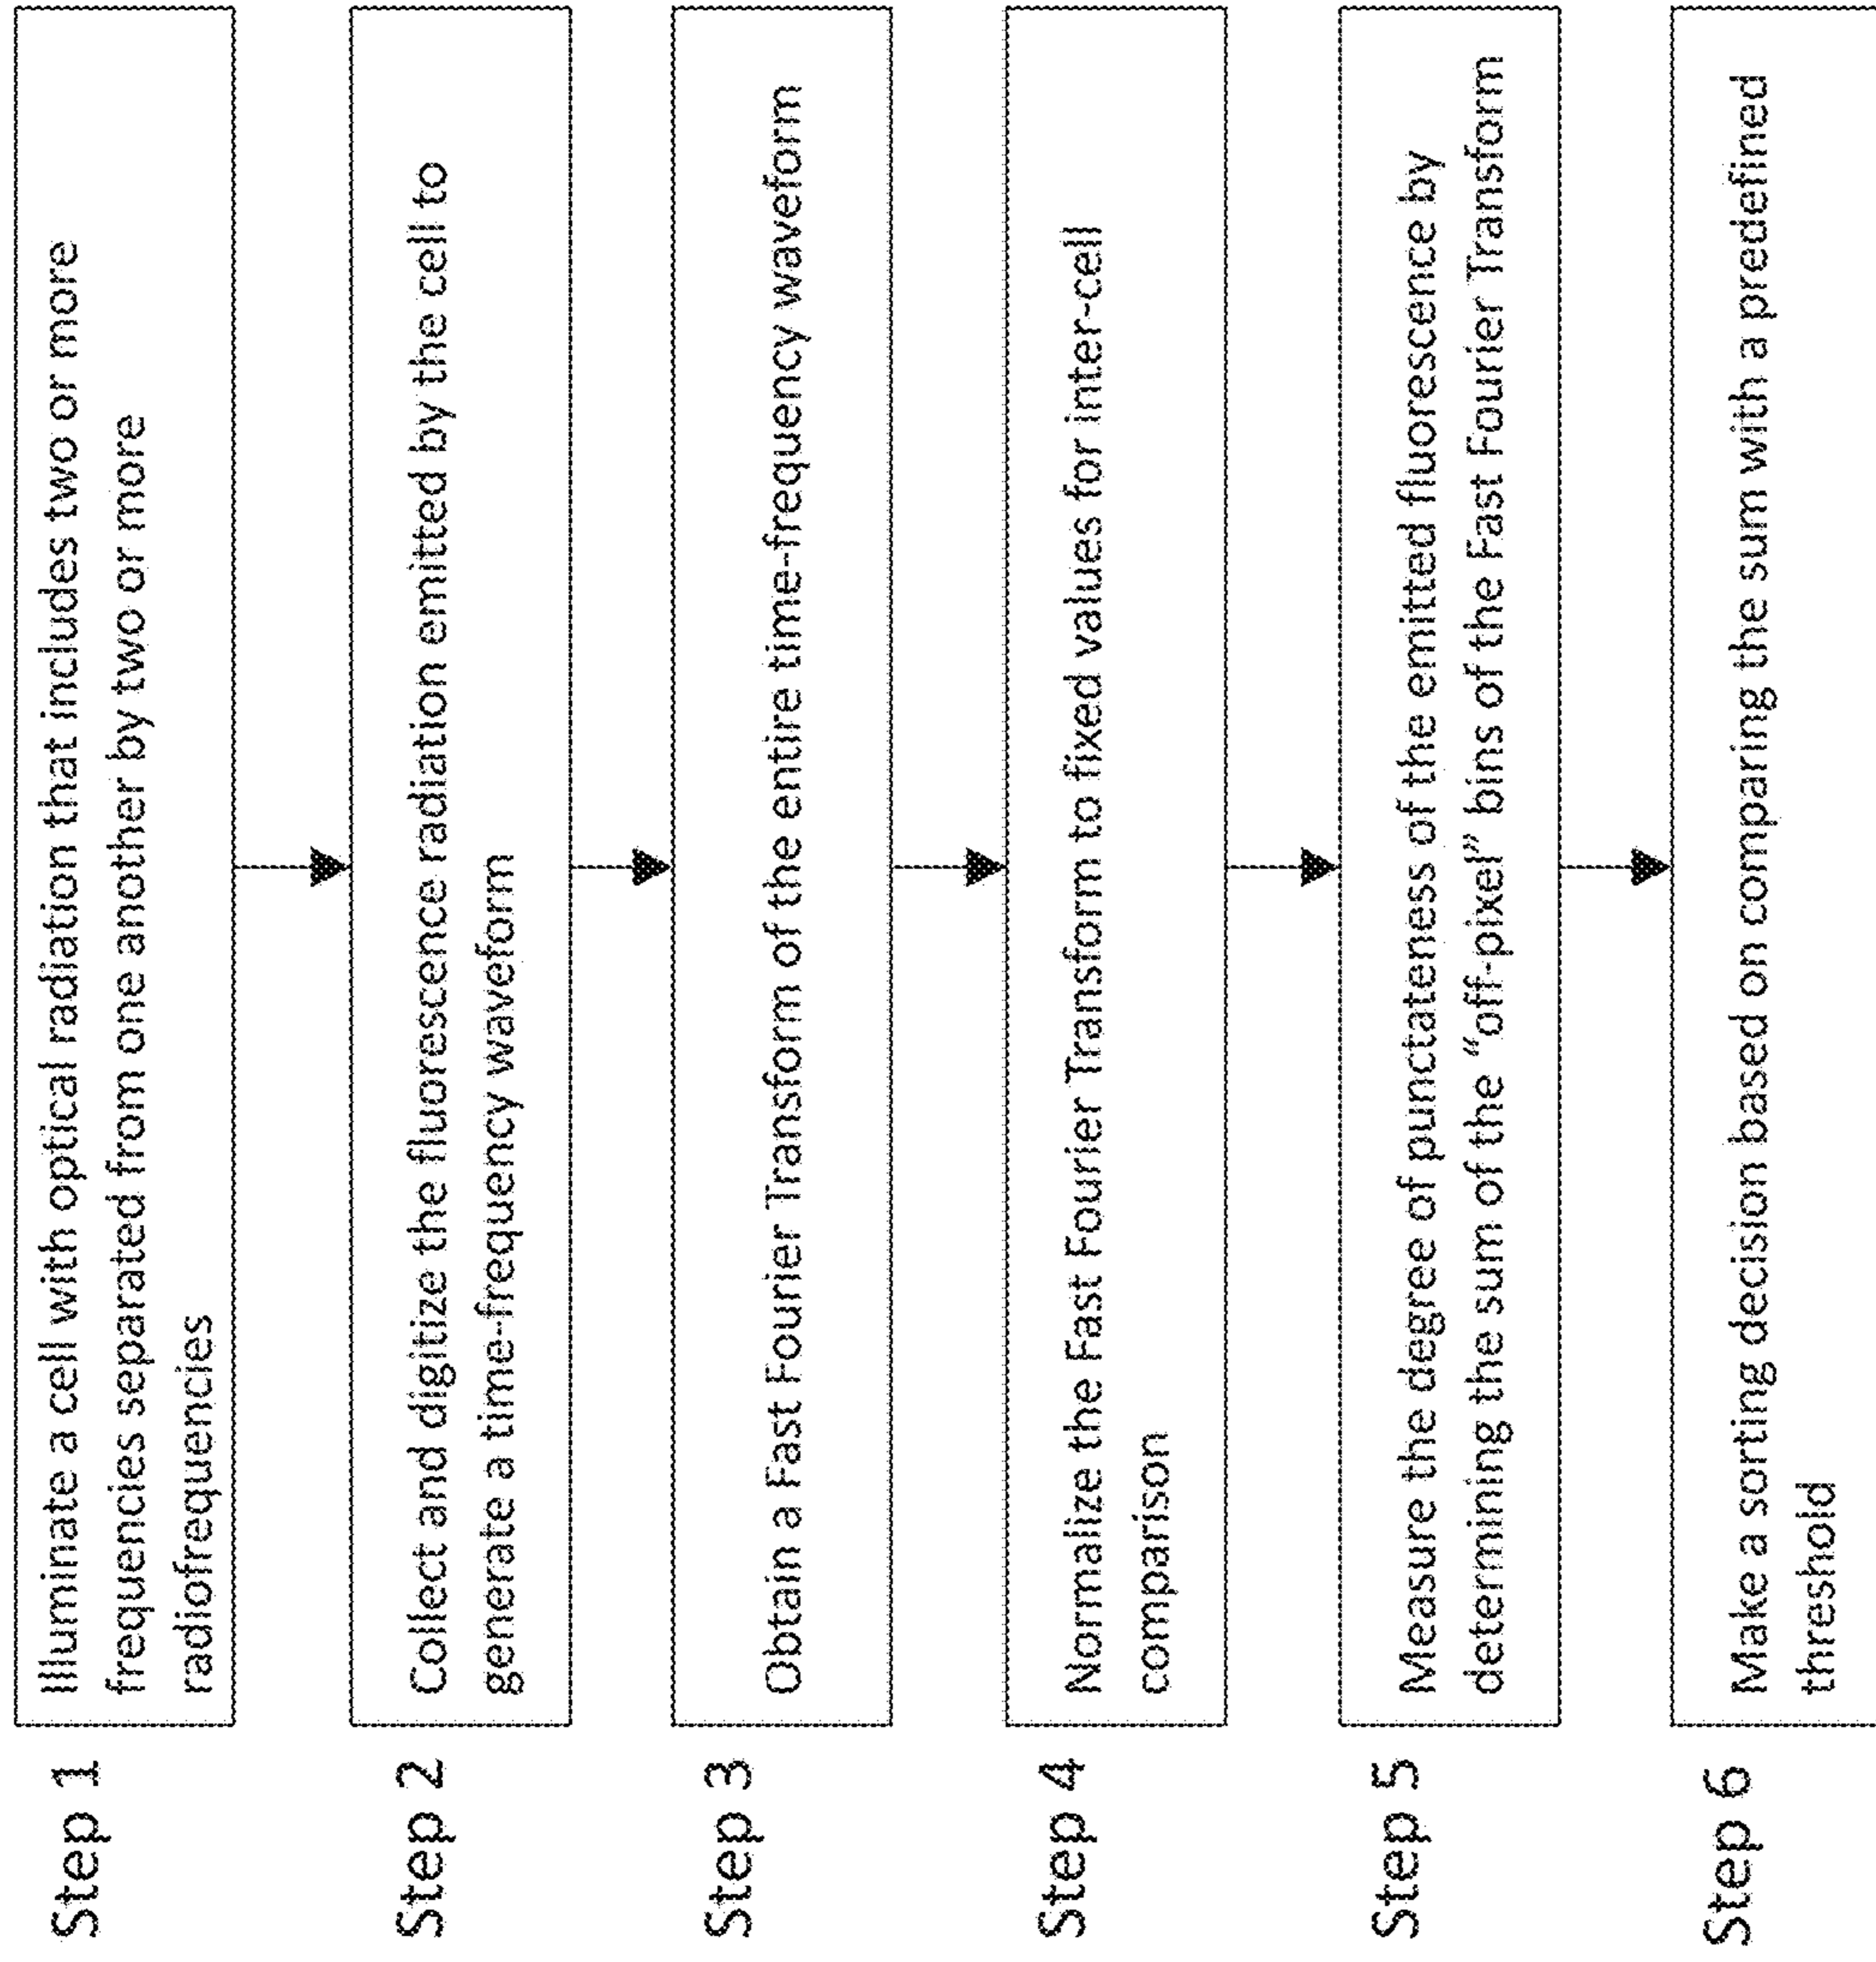 Step 1
Illuminate a cell with optical radiation that includes two or more
frequencies separated from one another by two or more
radiofrequencies
Step 2
Collect and digitize the fluorescence radiation emitted by the cell to
generate a time-frequency waveform
Step 3
Obtain a Fast Fourier Transform of the entire time-frequency waveform
Step 4
Normalize the Fast Fourier Transform to fixed values for inter-cell
comparison
Step 5
Measure the degree of punctateness of the emitted fluorescence by
determining the sum of the “off-pixel” bins of the Fast Fourier Transform
Step 6
Make a sorting decision based on comparing the sum with a predefined
threshold